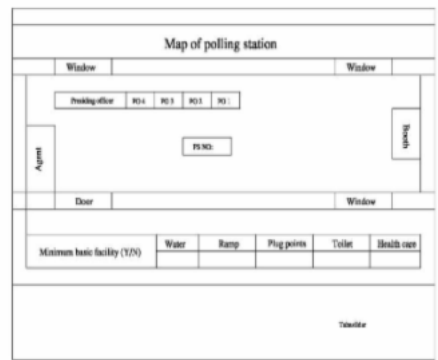 Map of polling station
Window Window
Presiding officer PO 4 PO 3 PO 2 PO 1
Booth
Agent
PS NO:
Door Window
Minimum basic facility (Y/N) Water Ramp Plug points Toilet Health care
Tahsildar